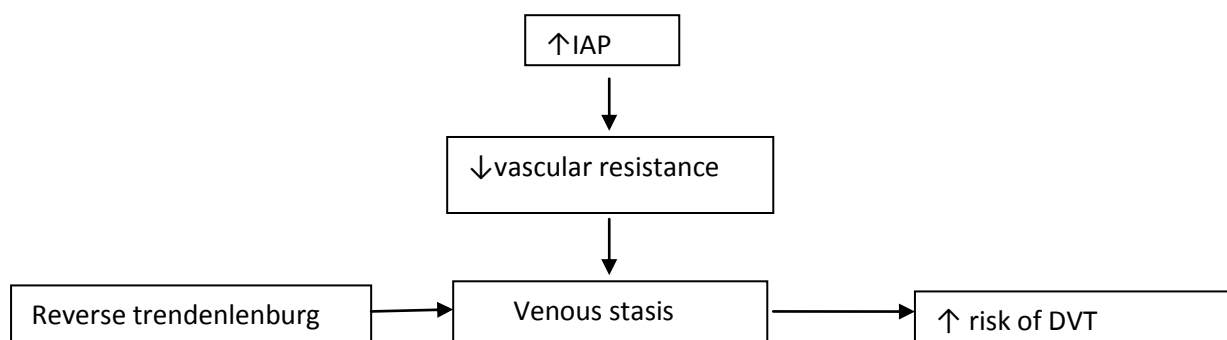 ↑IAP
↓vascular resistance
Reverse trendenlenburg
Venous stasis
↑ risk of DVT